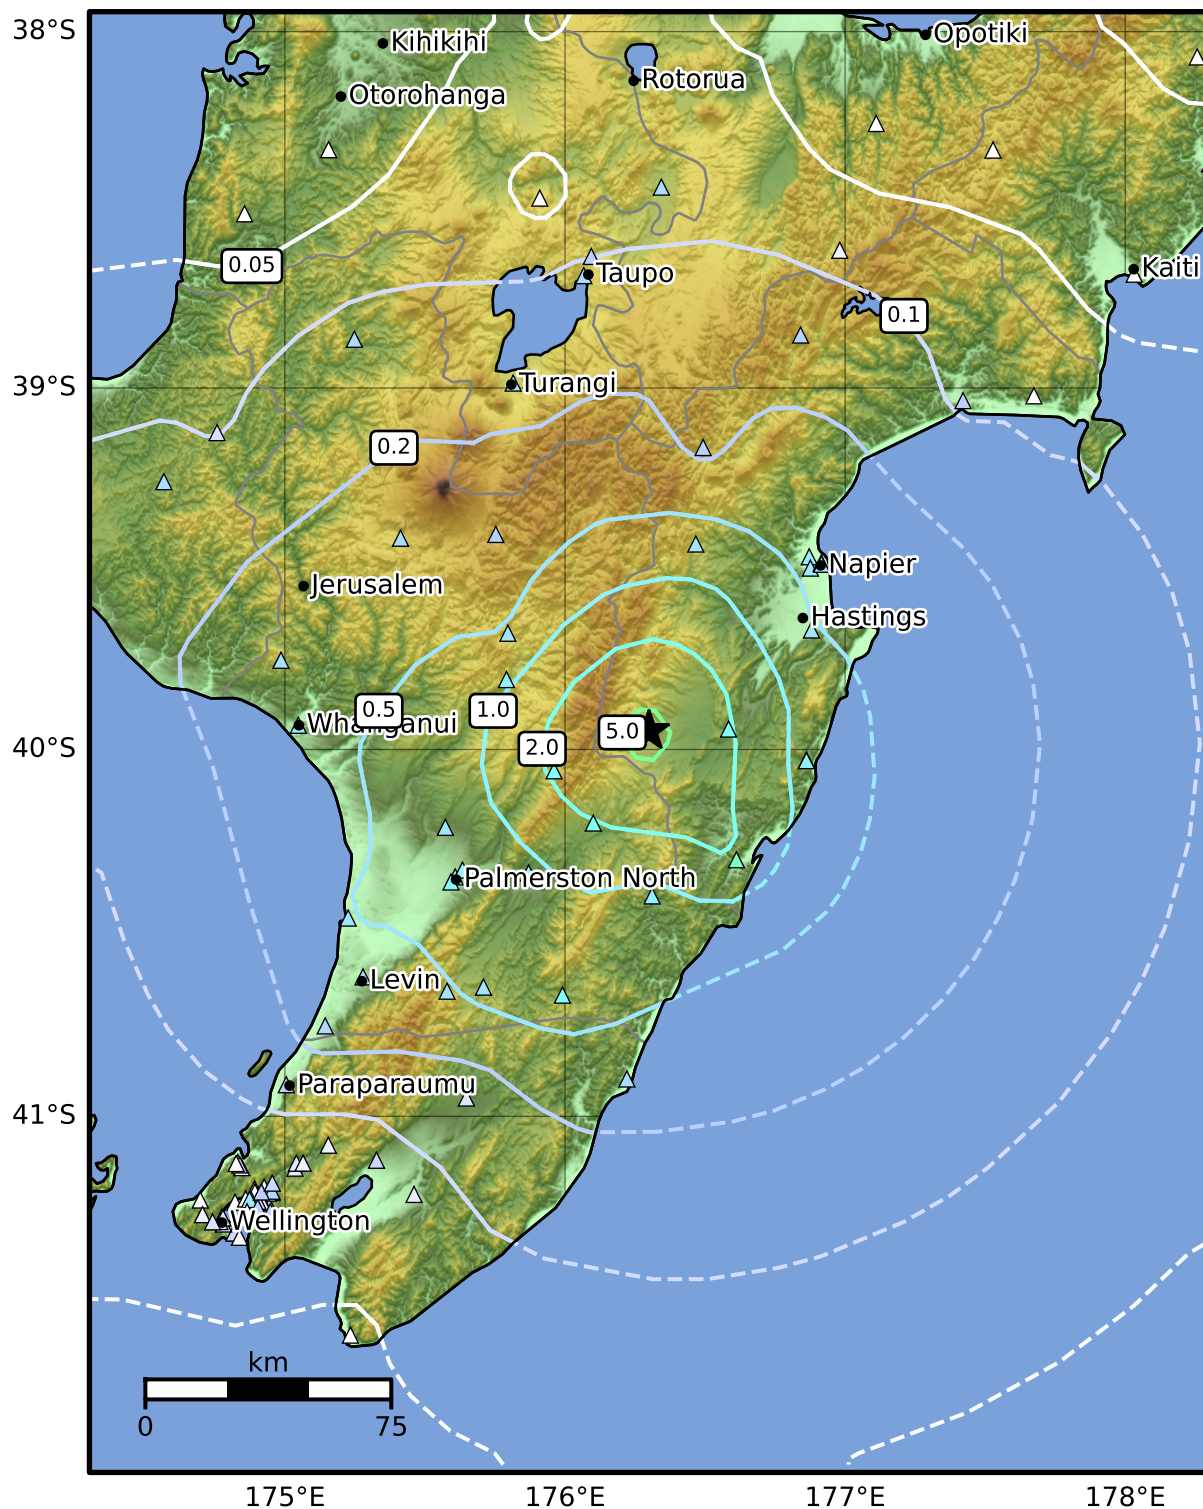 38°S
Kihikihi
Opotiki
Rotorua
Otorohanga
0.05
Taupo
Kaiti
0.1
39°S
Turangi
0.2
Napier
Jerusalem
Hastings
0.5
1.0
Whanganui
5.0
2.0
40°S
Palmerston North
Levin
Paraparaumu
41°S
Wellington
km
0
75
175°E
176°E
177°E
178°E